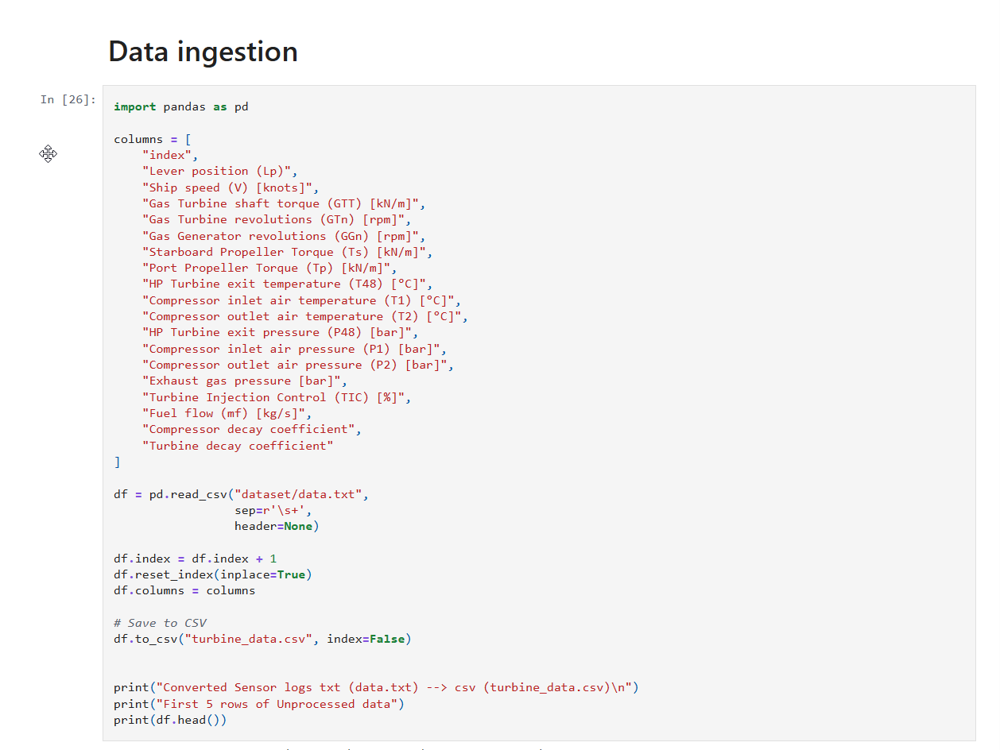 Data ingestion
In [26]:
import pandas as pd
columns = [
    "index",
    "Lever position (Lp)",
    "Ship speed (V) [knots]",
    "Gas Turbine shaft torque (GTT) [kN/m]",
    "Gas Turbine revolutions (GTn) [rpm]",
    "Gas Generator revolutions (GGn) [rpm]",
    "Starboard Propeller Torque (Ts) [kN/m]",
    "Port Propeller Torque (Tp) [kN/m]",
    "HP Turbine exit temperature (T48) [°C]",
    "Compressor inlet air temperature (T1) [°C]",
    "Compressor outlet air temperature (T2) [°C]",
    "HP Turbine exit pressure (P48) [bar]",
    "Compressor inlet air pressure (P1) [bar]",
    "Compressor outlet air pressure (P2) [bar]",
    "Exhaust gas pressure [bar]",
    "Turbine Injection Control (TIC) [%]",
    "Fuel flow (mf) [kg/s]",
    "Compressor decay coefficient",
    "Turbine decay coefficient"
]
df = pd.read_csv("dataset/data.txt",
                 sep=r'\s+',
                 header=None)
df.index = df.index + 1
df.reset_index(inplace=True)
df.columns = columns
# Save to CSV
df.to_csv("turbine_data.csv", index=False)
print("Converted Sensor logs txt (data.txt) --> csv (turbine_data.csv)\n")
print("First 5 rows of Unprocessed data")
print(df.head())